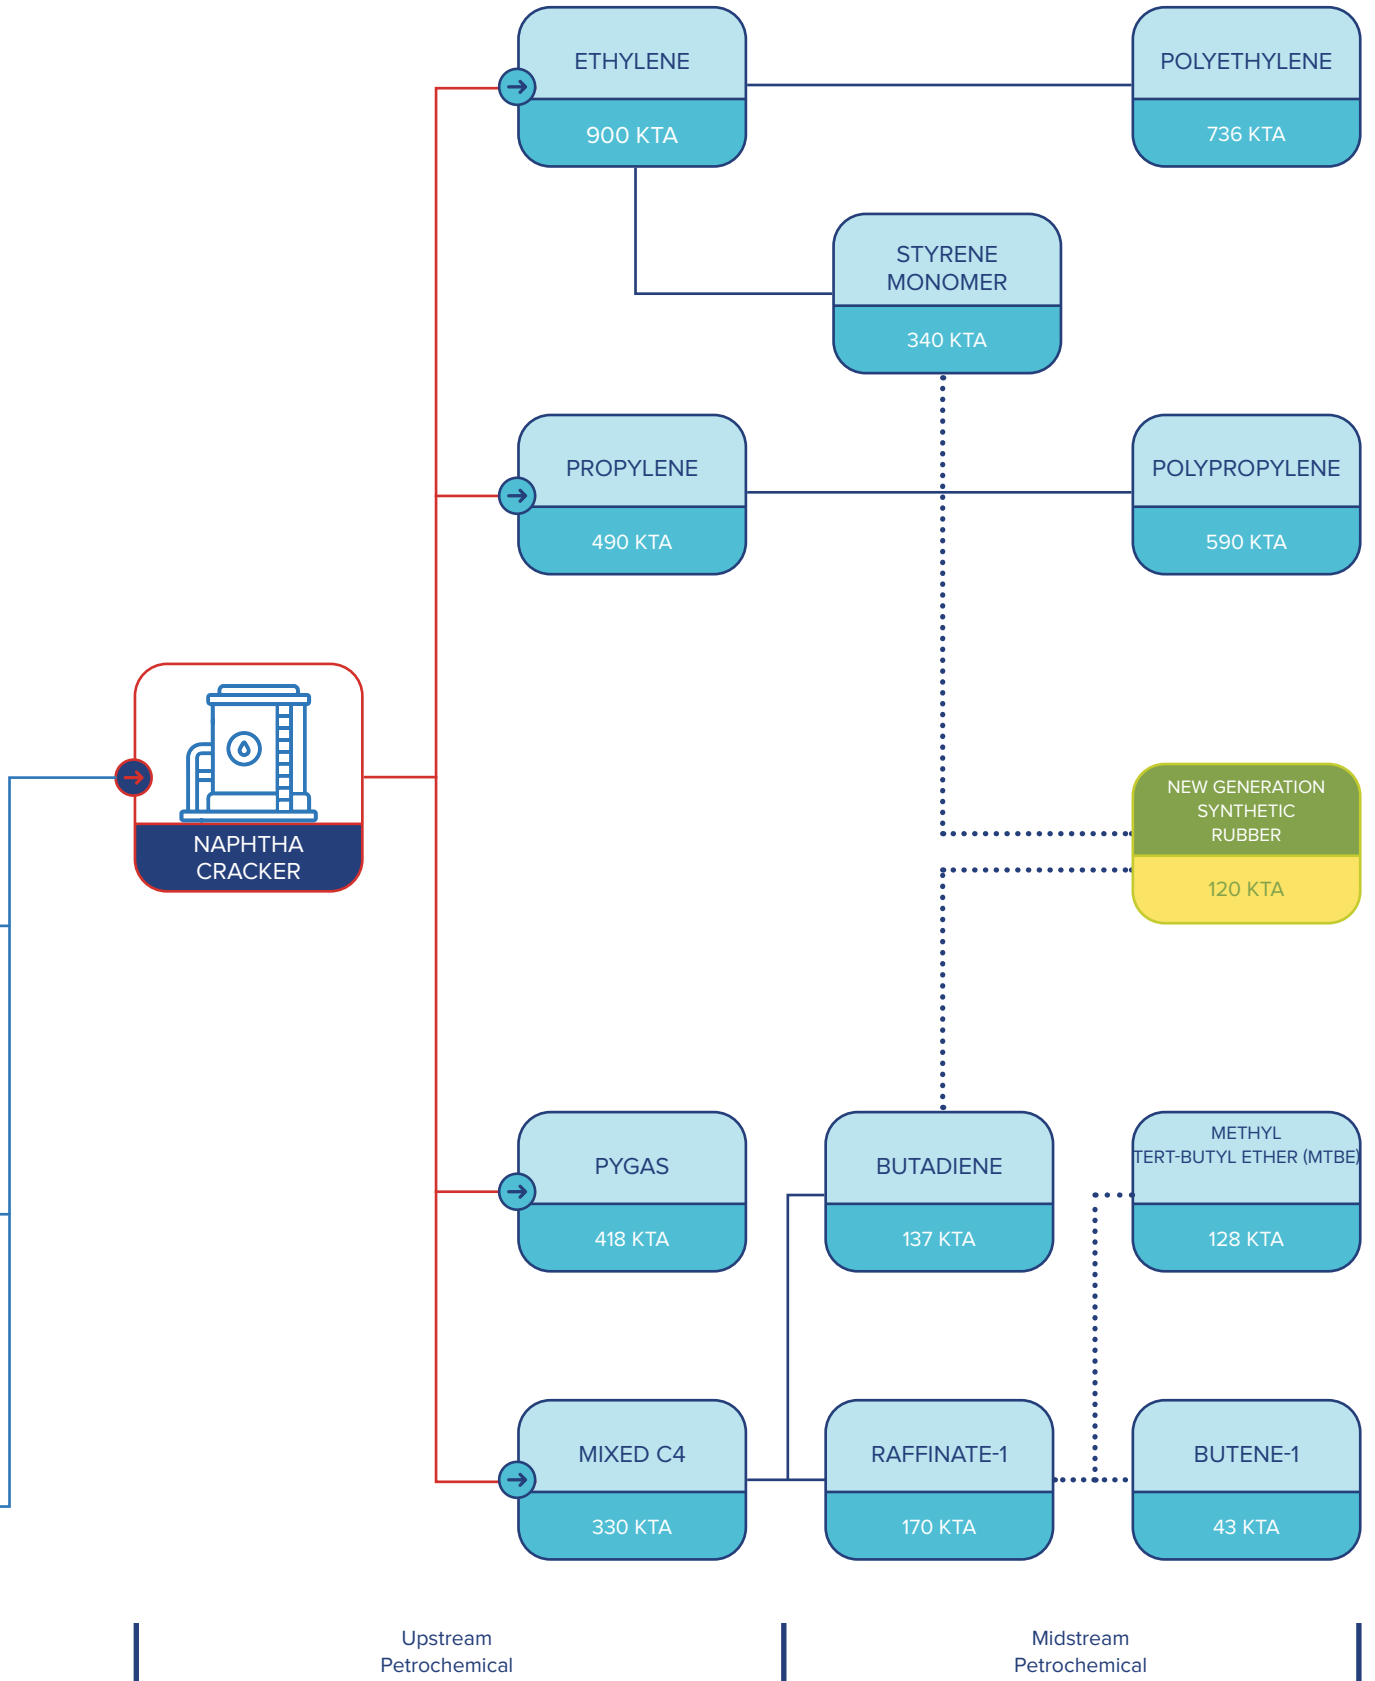 ETHYLENE
900 KTA
POLYETHYLENE
736 KTA
STYRENE
MONOMER
340 KTA
PROPYLENE
490 KTA
POLYPROPYLENE
590 KTA
NAPHTHA
CRACKER
NEW GENERATION
SYNTHETIC
RUBBER
120 KTA
PYGAS
418 KTA
BUTADIENE
137 KTA
METHYL
TERT-BUTYL ETHER (MTBE)
128 KTA
MIXED C4
330 KTA
RAFFINATE-1
170 KTA
BUTENE-1
43 KTA
Upstream
Petrochemical
Midstream
Petrochemical